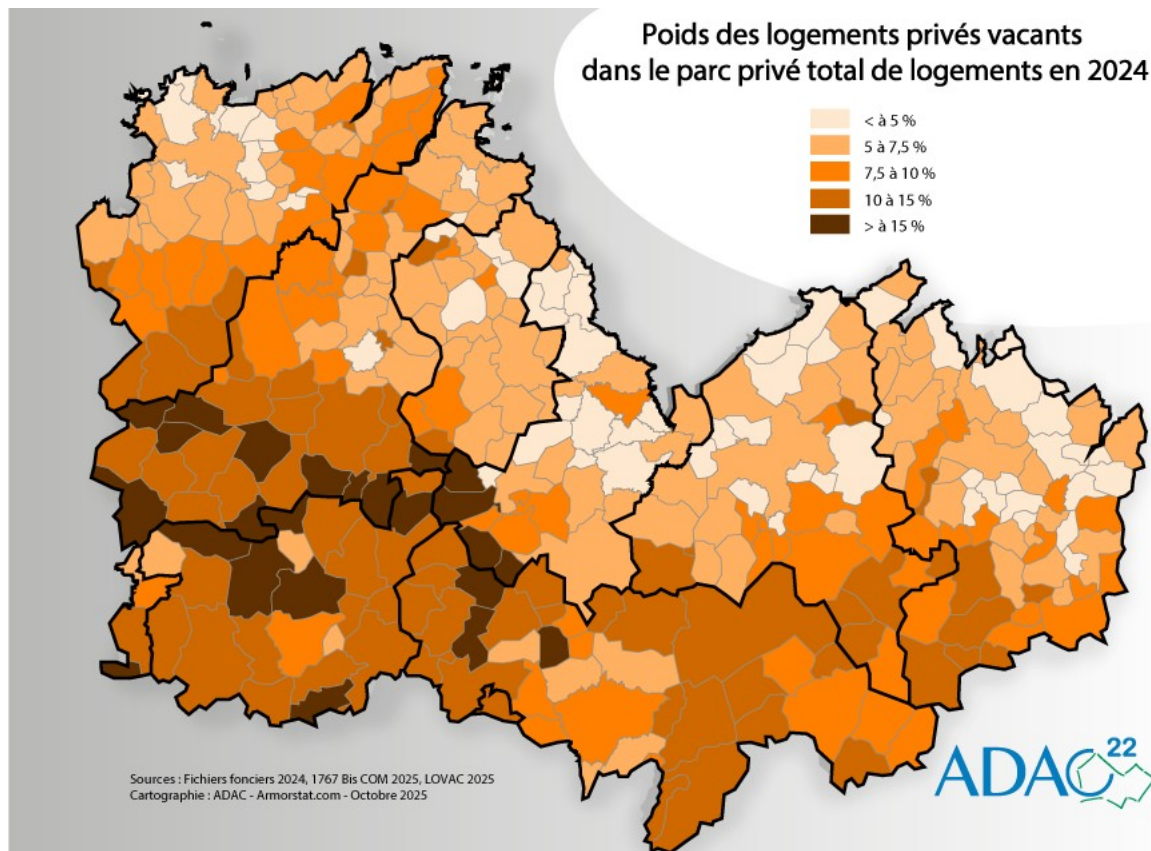 Poids des logements privés vacants
dans le parc privé total de logements en 2024
< à 5 %
5 à 7,5 %
7,5 à 10 %
10 à 15 %
> à 15 %
Sources : Fichiers fonciers 2024, 1767 Bis COM 2025, LOVAC 2025
Cartographie : ADAC - Armorstat.com - Octobre 2025
ADAC 22